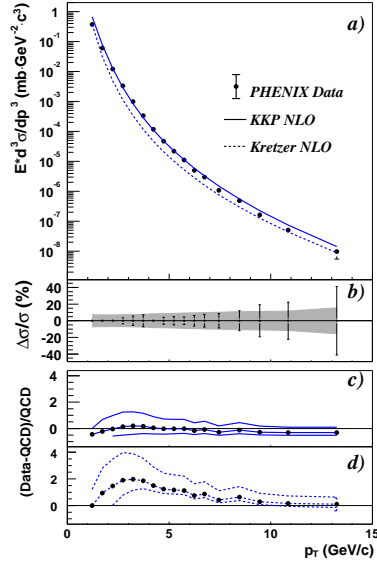 a)
E*d³σ/dp³ (mb·GeV⁻²·c³)
1
10⁻¹
10⁻²
10⁻³
10⁻⁴
10⁻⁵
10⁻⁶
10⁻⁷
10⁻⁸
PHENIX Data
KKP NLO
Kretzer NLO
b)
Δσ/σ (%)
40
20
0
-20
-40
c)
(Data-QCD)/QCD
0
d)
4
2
0
0 5 10 15
p_T (GeV/c)